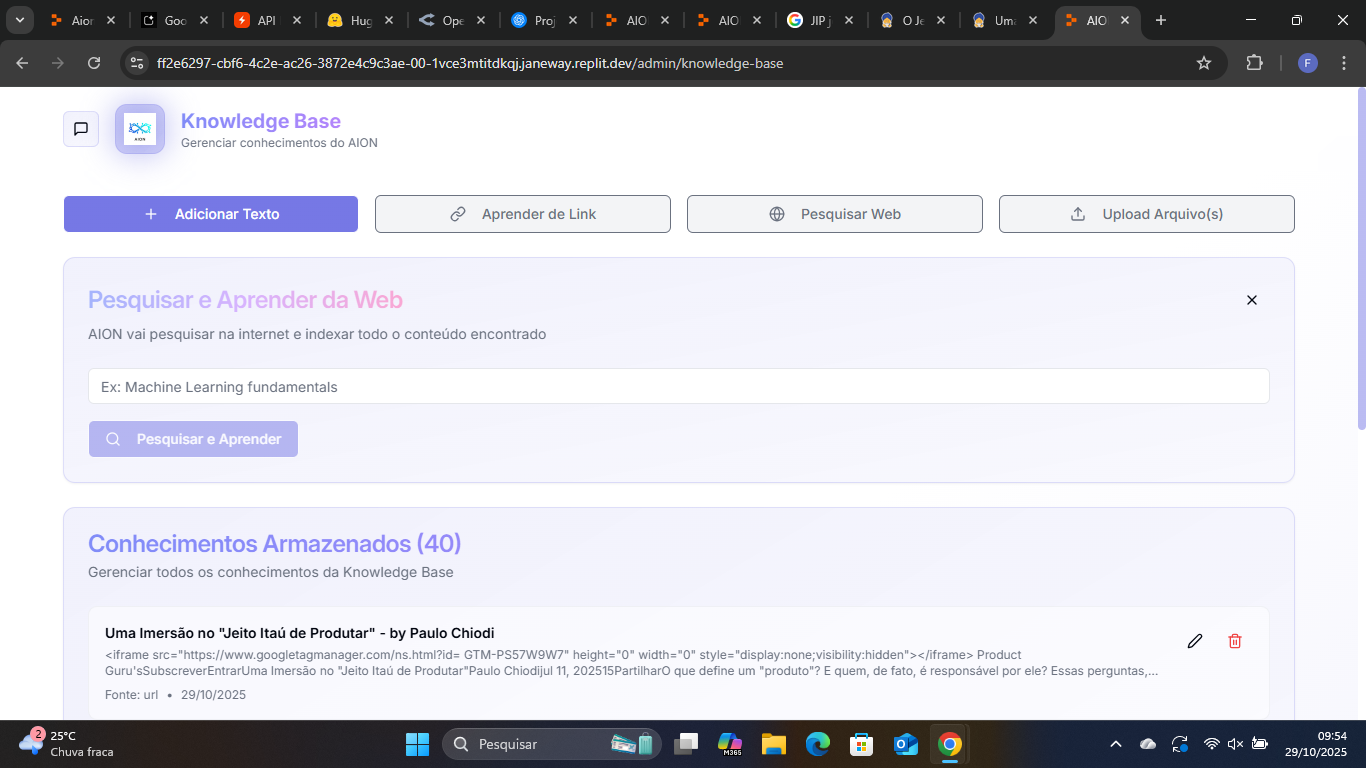 Aion
Goo
API
Hug
Ope
Proj
AIO
AIO
JIP j
O Je
Uma
AIO
ff2e6297-cbf6-4c2e-ac26-3872e4c9c3ae-00-1vce3mtitdkqj.janeway.replit.dev/admin/knowledge-base
F
AION
Knowledge Base
Gerenciar conhecimentos do AION
Adicionar Texto
Aprender de Link
Pesquisar Web
Upload Arquivo(s)
Pesquisar e Aprender da Web
AION vai pesquisar na internet e indexar todo o conteúdo encontrado
Ex: Machine Learning fundamentals
Pesquisar e Aprender
Conhecimentos Armazenados (40)
Gerenciar todos os conhecimentos da Knowledge Base
Uma Imersão no "Jeito Itaú de Produtar" - by Paulo Chiodi
<iframe src="https://www.googletagmanager.com/ns.html?id= GTM-PS57W9W7" height="0" width="0" style="display:none;visibility:hidden"></iframe> Product
Guru'sSubscreverEntrarUma Imersão no "Jeito Itaú de Produtar"Paulo Chiodijul 11, 202515PartilharO que define um "produto"? E quem, de fato, é responsável por ele? Essas perguntas,...
Fonte: url • 29/10/2025
2
25°C
Chuva fraca
Pesquisar
M365
09:54
29/10/2025